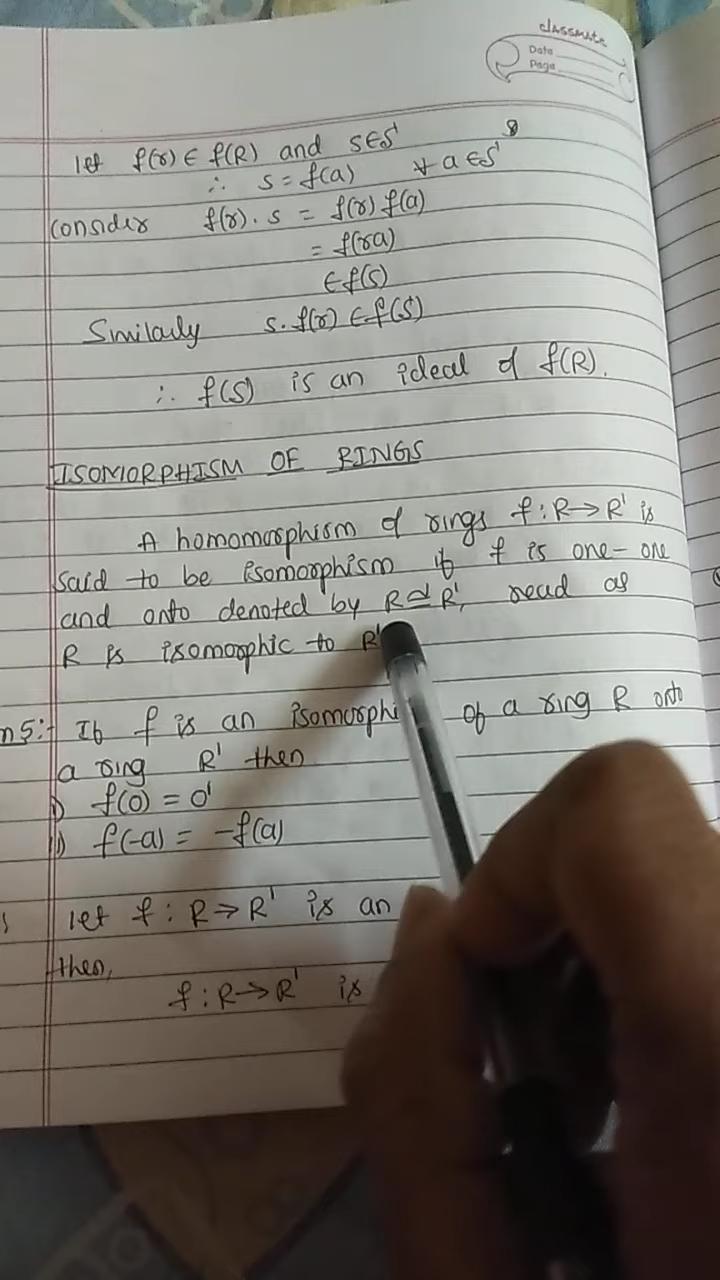 classmate
Date
Page
let f(r) ∈ f(R) and s∈S'
∴ s = f(a) ∀ a ∈ S'
consider f(r).s = f(r) f(a)
= f(ra)
∈ f(S)
Similarly s.f(r) ∈ f(S)
∴ f(S) is an ideal of f(R).
ISOMORPHISM OF RINGS
A homomorphism of rings f : R→R' is
said to be isomorphism if f is one-one
and onto denoted by R≅R', read as
R is isomorphic to R'
5:- If f is an isomorphi of a ring R onto
a ring R' then
i) f(0) = 0'
ii) f(-a) = -f(a)
let f : R→R' is an
then,
f : R→R' is